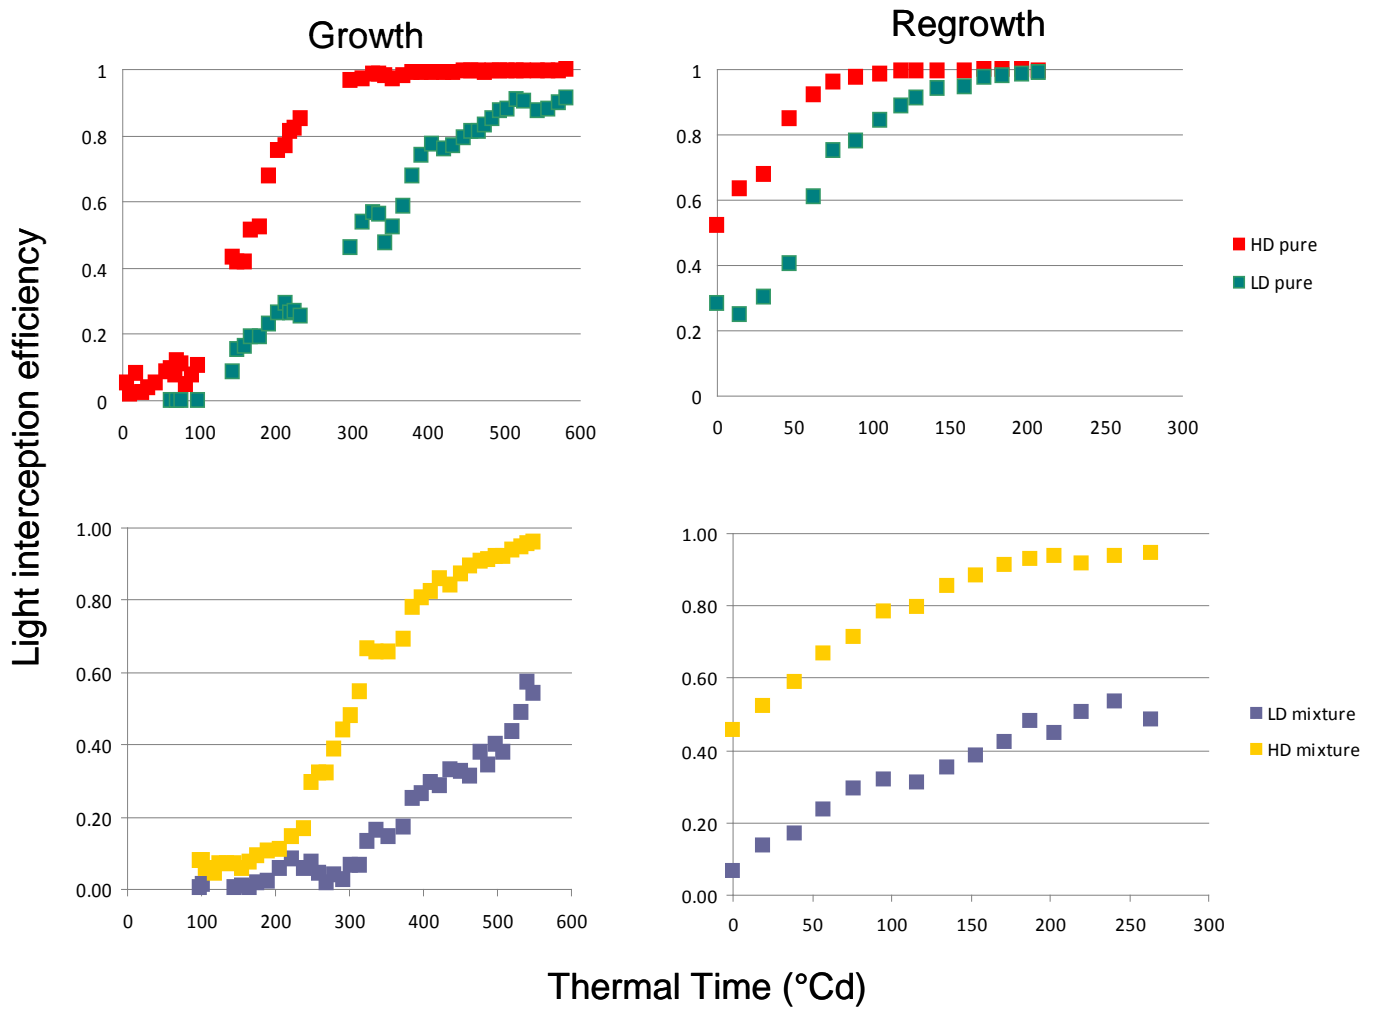 Growth
Regrowth
Light interception efficiency
1
0.8
0.6
0.4
0.2
0
0 100 200 300 400 500 600
1
0.8
0.6
0.4
0.2
0
0 50 100 150 200 250 300
HD pure
LD pure
1.00
0.80
0.60
0.40
0.20
0.00
0 100 200 300 400 500 600
1.00
0.80
0.60
0.40
0.20
0.00
0 50 100 150 200 250 300
LD mixture
HD mixture
Thermal Time (°Cd)